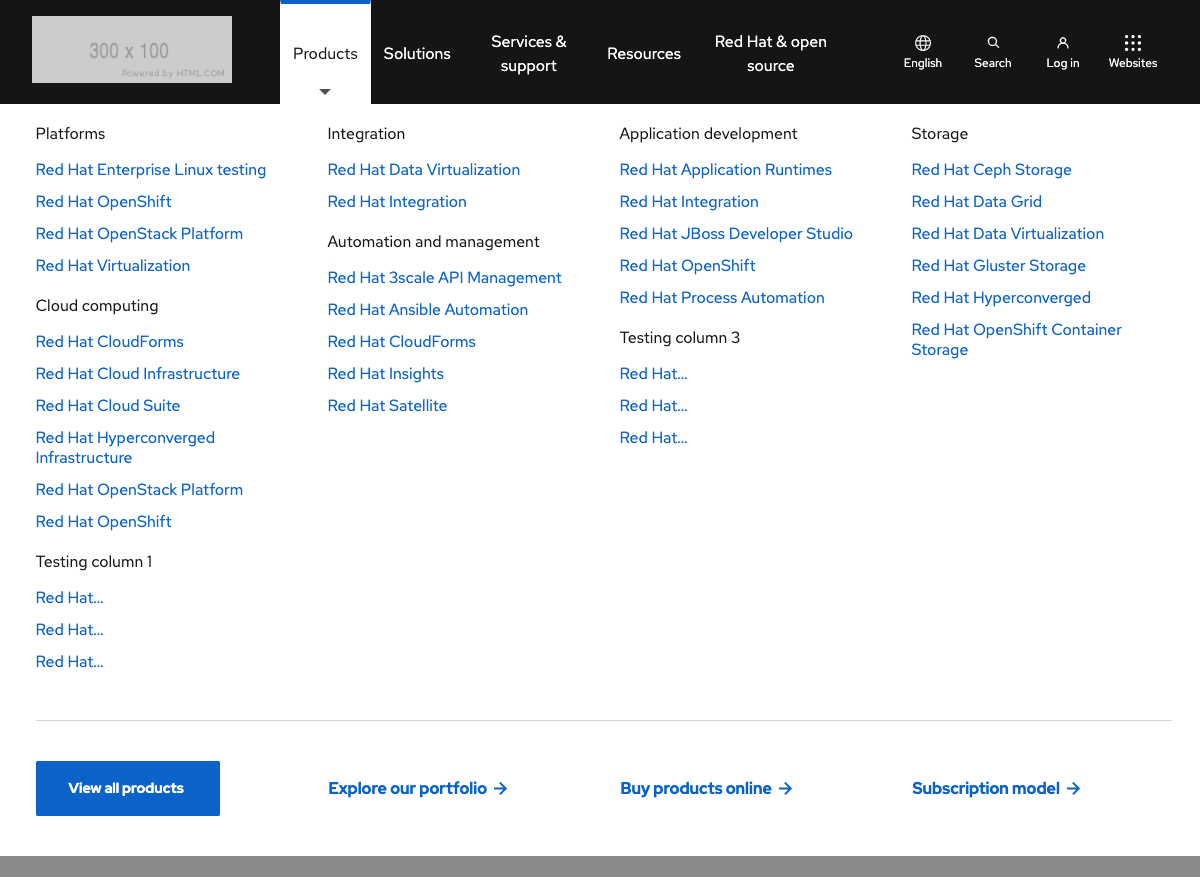 300 x 100
Powered by HTML.COM
Products
Solutions
Services &
support
Resources
Red Hat & open
source
English
Search
Log in
Websites
Platforms
Red Hat Enterprise Linux testing
Red Hat OpenShift
Red Hat OpenStack Platform
Red Hat Virtualization
Cloud computing
Red Hat CloudForms
Red Hat Cloud Infrastructure
Red Hat Cloud Suite
Red Hat Hyperconverged
Infrastructure
Red Hat OpenStack Platform
Red Hat OpenShift
Testing column 1
Red Hat...
Red Hat...
Red Hat...
Integration
Red Hat Data Virtualization
Red Hat Integration
Automation and management
Red Hat 3scale API Management
Red Hat Ansible Automation
Red Hat CloudForms
Red Hat Insights
Red Hat Satellite
Application development
Red Hat Application Runtimes
Red Hat Integration
Red Hat JBoss Developer Studio
Red Hat OpenShift
Red Hat Process Automation
Testing column 3
Red Hat...
Red Hat...
Red Hat...
Storage
Red Hat Ceph Storage
Red Hat Data Grid
Red Hat Data Virtualization
Red Hat Gluster Storage
Red Hat Hyperconverged
Red Hat OpenShift Container
Storage
View all products
Explore our portfolio →
Buy products online →
Subscription model →